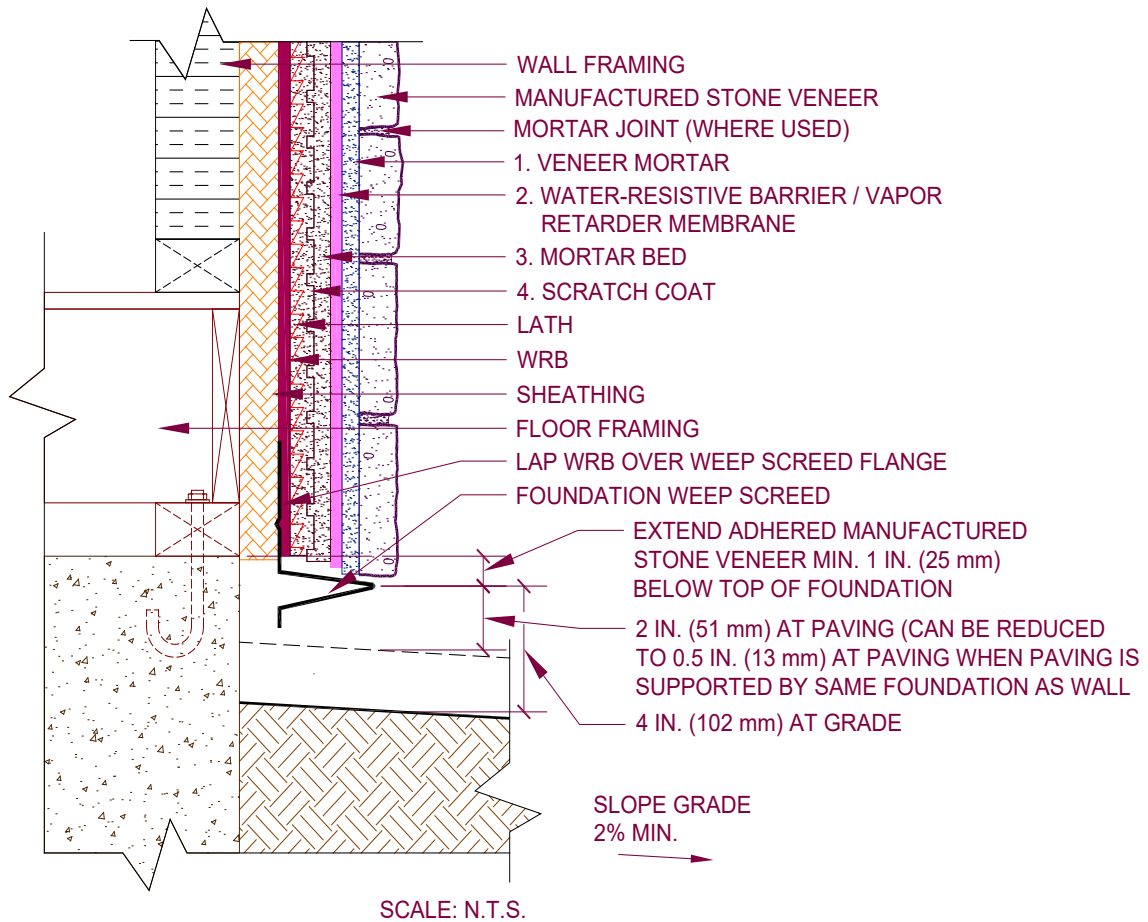 WALL FRAMING
MANUFACTURED STONE VENEER
MORTAR JOINT (WHERE USED)
1. VENEER MORTAR
2. WATER-RESISTIVE BARRIER / VAPOR
RETARDER MEMBRANE
3. MORTAR BED
4. SCRATCH COAT
LATH
WRB
SHEATHING
FLOOR FRAMING
LAP WRB OVER WEEP SCREED FLANGE
FOUNDATION WEEP SCREED
EXTEND ADHERED MANUFACTURED
STONE VENEER MIN. 1 IN. (25 mm)
BELOW TOP OF FOUNDATION
2 IN. (51 mm) AT PAVING (CAN BE REDUCED
TO 0.5 IN. (13 mm) AT PAVING WHEN PAVING IS
SUPPORTED BY SAME FOUNDATION AS WALL
4 IN. (102 mm) AT GRADE
SLOPE GRADE
2% MIN.
SCALE: N.T.S.